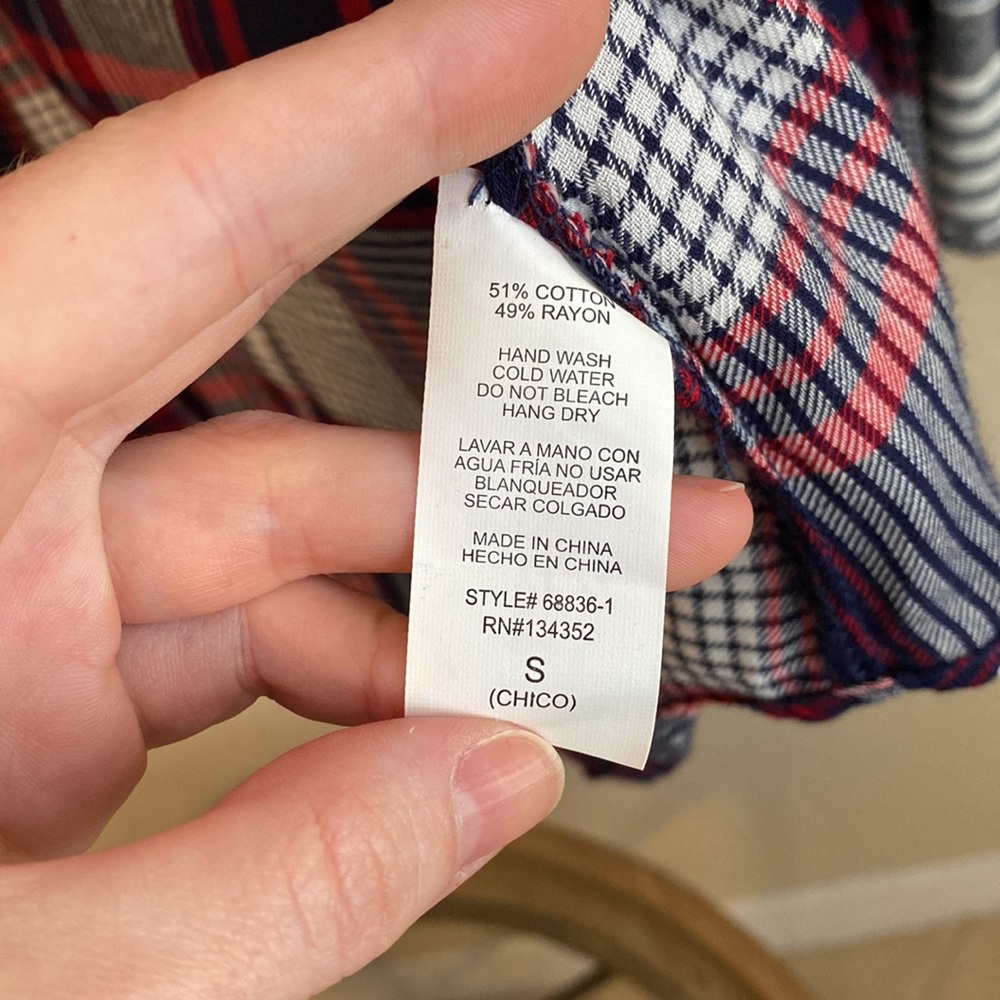 51% COTTON
49% RAYON
HAND WASH
COLD WATER
DO NOT BLEACH
HANG DRY
LAVAR A MANO CON
AGUA FRÍA NO USAR
BLANQUEADOR
SECAR COLGADO
MADE IN CHINA
HECHO EN CHINA
STYLE# 68836-1
RN#134352
S
(CHICO)